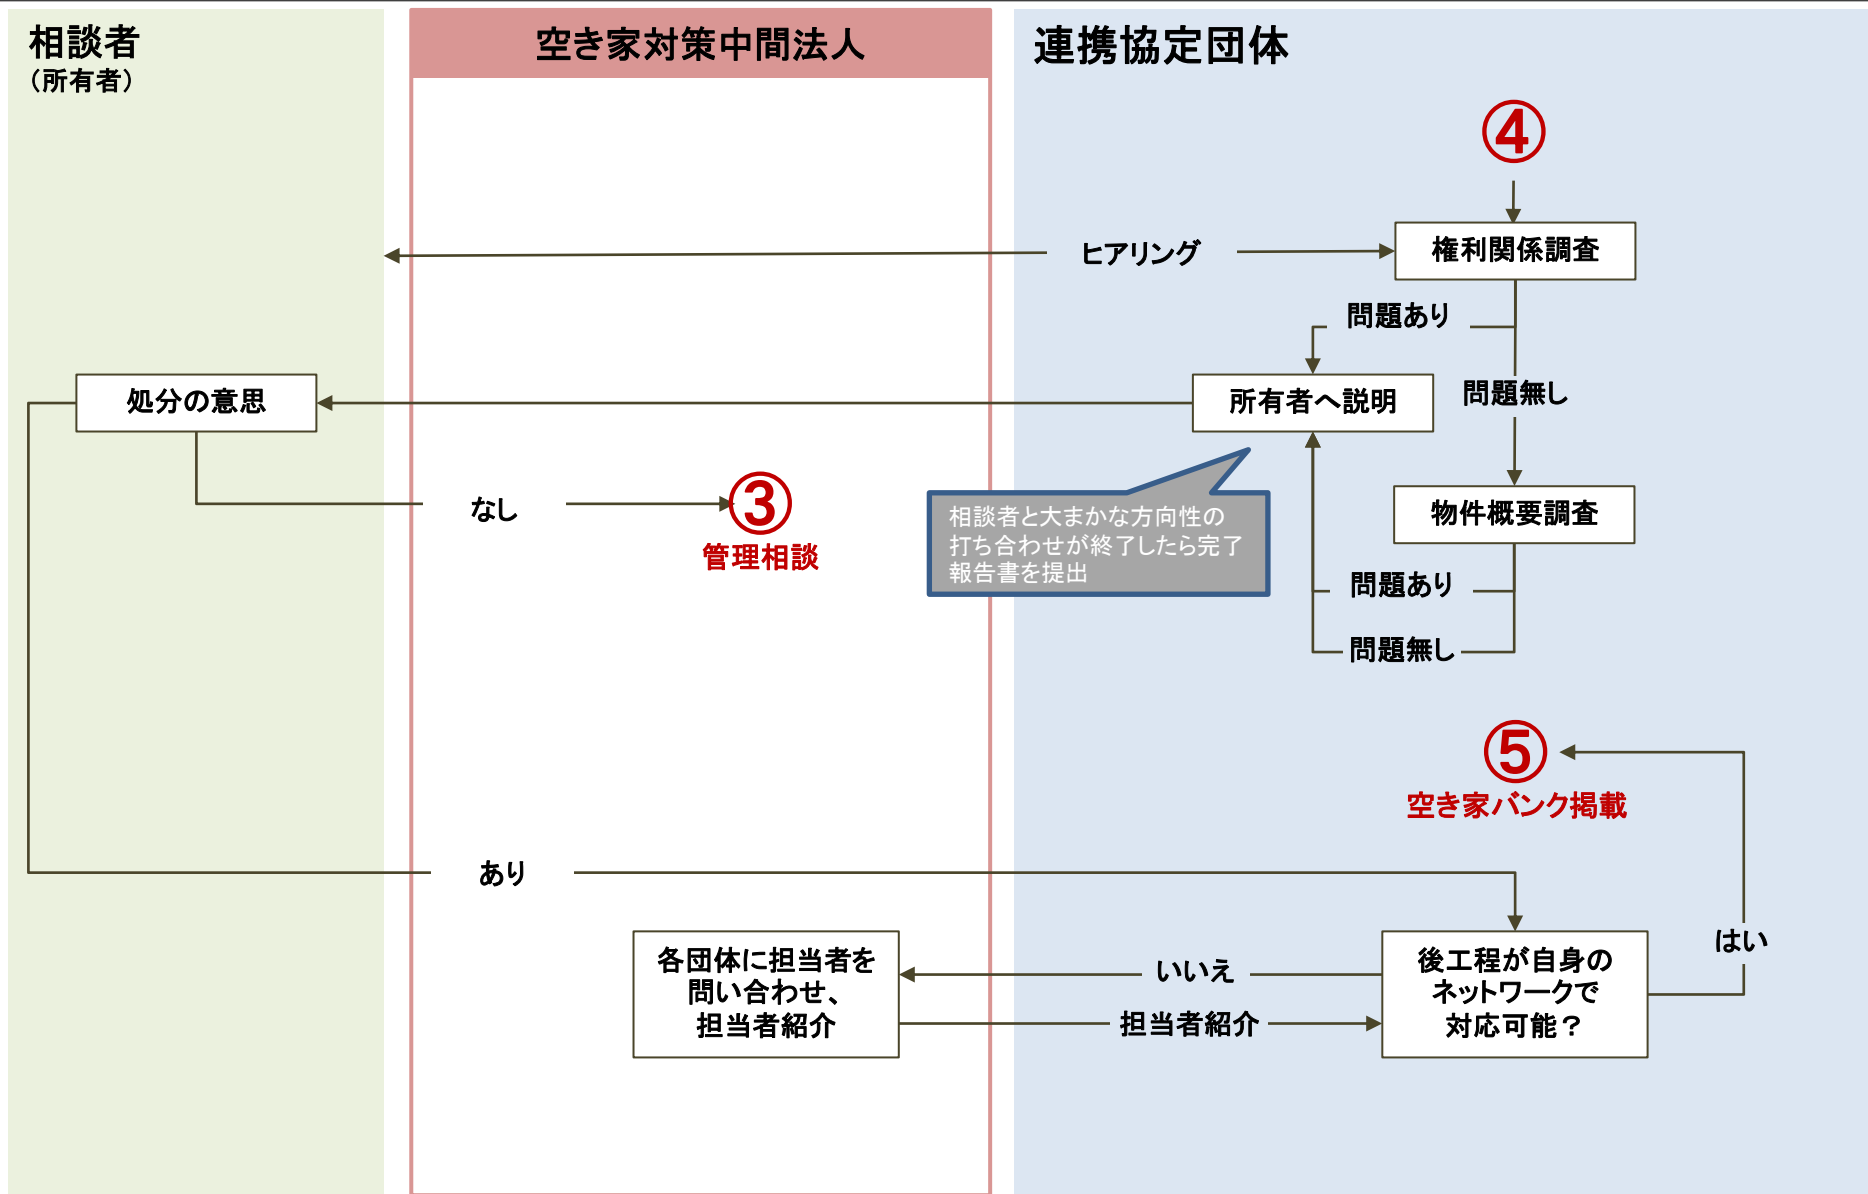 相談者
（所有者）
空き家対策中間法人
連携協定団体
④
ヒアリング
権利関係調査
問題あり
処分の意思
所有者へ説明
問題無し
なし
③
管理相談
相談者と大まかな方向性の
打ち合わせが終了したら完了
報告書を提出
物件概要調査
問題あり
問題無し
⑤
空き家バンク掲載
あり
はい
各団体に担当者を
問い合わせ、
担当者紹介
いいえ
担当者紹介
後工程が自身の
ネットワークで
対応可能？